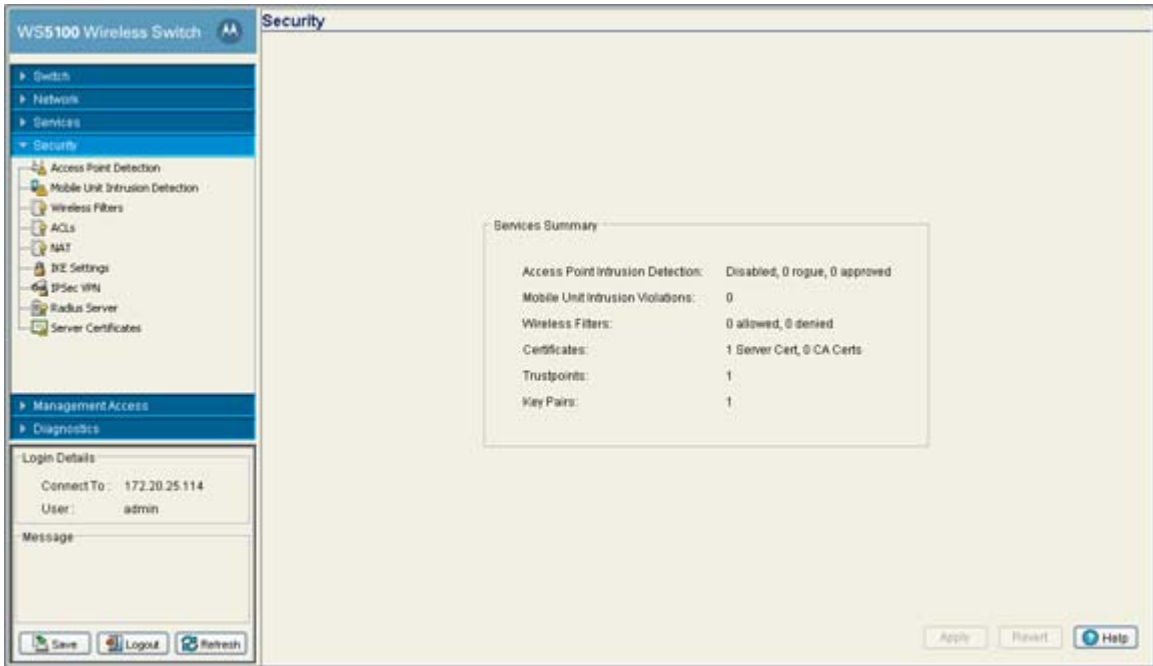 WS5100 Wireless Switch
Security
Switch
Network
Services
Security
Access Point Detection
Mobile Unit Intrusion Detection
Wireless Filters
ACLs
NAT
IKE Settings
IPSec VPN
Radius Server
Server Certificates
Management Access
Diagnostics
Login Details
Connect To : 172.20.25.114
User : admin
Message
Save
Logout
Refresh
Services Summary
Access Point Intrusion Detection: Disabled, 0 rogue, 0 approved
Mobile Unit Intrusion Violations: 0
Wireless Filters: 0 allowed, 0 denied
Certificates: 1 Server Cert, 0 CA Certs
Trustpoints: 1
Key Pairs: 1
Apply
Revert
Help